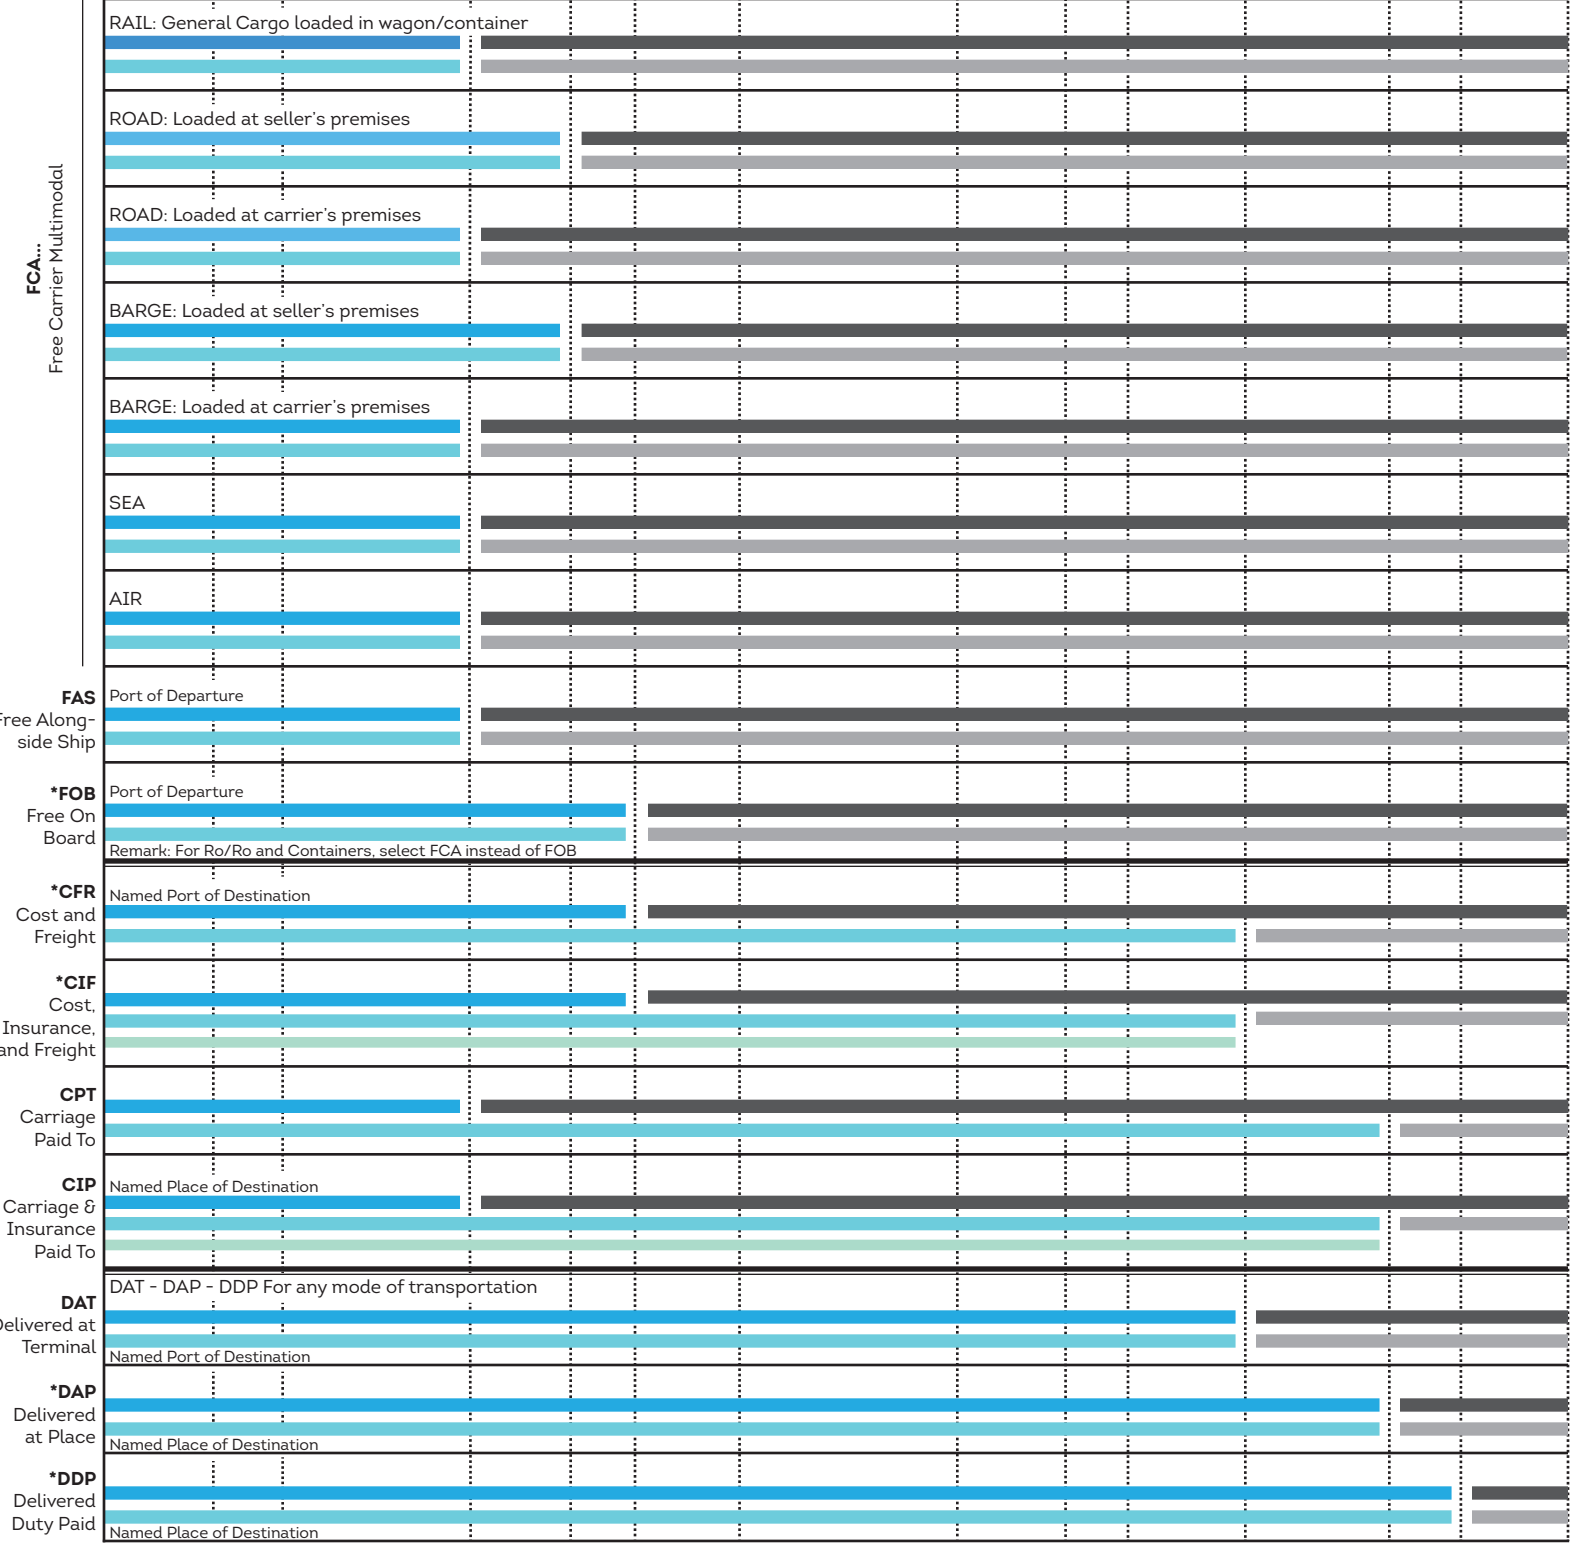 FCA...
Free Carrier Multimodal
RAIL: General Cargo loaded in wagon/container
ROAD: Loaded at seller's premises
ROAD: Loaded at carrier's premises
BARGE: Loaded at seller's premises
BARGE: Loaded at carrier's premises
SEA
AIR
FAS
Free Along-
side Ship
Port of Departure
*FOB
Free On
Board
Port of Departure
Remark: For Ro/Ro and Containers, select FCA instead of FOB
*CFR
Cost and
Freight
Named Port of Destination
*CIF
Cost,
Insurance,
and Freight
CPT
Carriage
Paid To
CIP
Carriage &
Insurance
Paid To
Named Place of Destination
DAT - DAP - DDP For any mode of transportation
DAT
Delivered at
Terminal
Named Port of Destination
*DAP
Delivered
at Place
Named Place of Destination
*DDP
Delivered
Duty Paid
Named Place of Destination